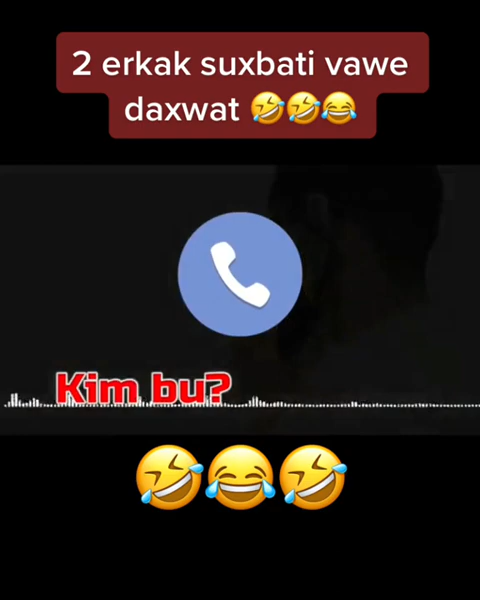 2 erkak suxbati vawe
daxwat 🤣🤣😂
Kim bu?
🤣😂🤣